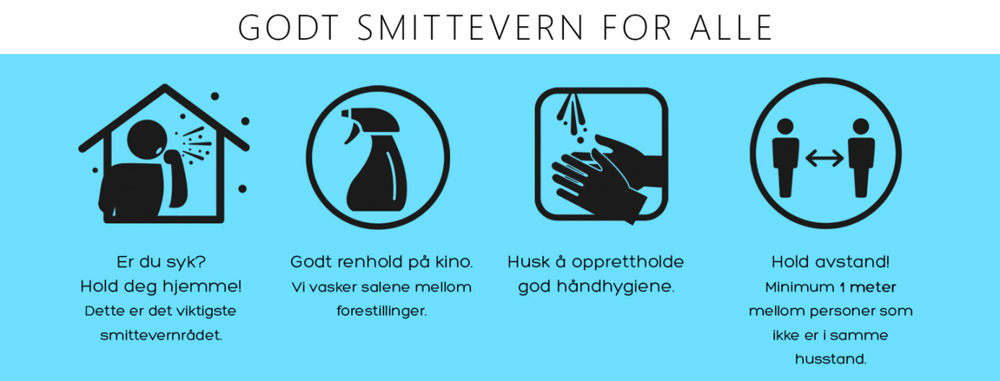 GODT SMITTEVERN FOR ALLE
Er du syk?
Hold deg hjemme!
Dette er det viktigste
smittevernrådet.
Godt renhold på kino.
Vi vasker salene mellom
forestillinger.
Husk å opprettholde
god håndhygiene.
Hold avstand!
Minimum 1 meter
mellom personer som
ikke er i samme
husstand.